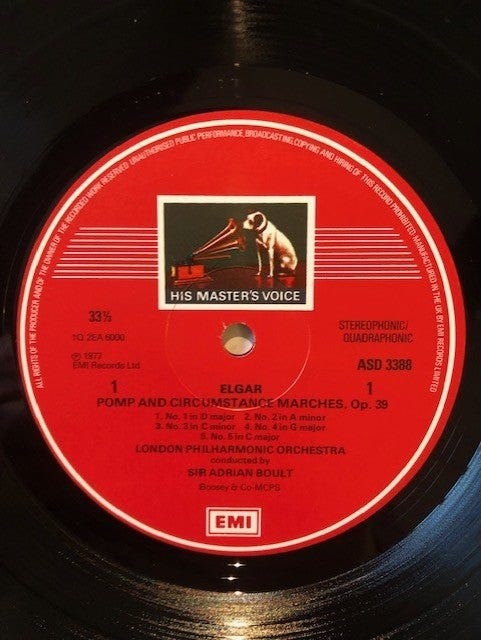 ALL RIGHTS OF THE PRODUCER AND OF THE OWNER OF THE RECORDED WORK RESERVED UNAUTHORISED PUBLIC PERFORMANCE, BROADCASTING, COPYING AND HIRING OF THIS RECORD PROHIBITED MANUFACTURED IN THE UK BY EMI RECORDS LIMITED
HIS MASTER'S VOICE
33⅓
STEREOPHONIC/
QUADRAPHONIC
YQ 2EA 6000
℗ 1977
EMI Records Ltd
ASD 3388
1
ELGAR
1
POMP AND CIRCUMSTANCE MARCHES, Op. 39
1. No. 1 in D major 2. No. 2 in A minor
3. No. 3 in C minor 4. No. 4 in G major
5. No. 5 in C major
LONDON PHILHARMONIC ORCHESTRA
conducted by
SIR ADRIAN BOULT
Boosey & Co-MCPS
EMI